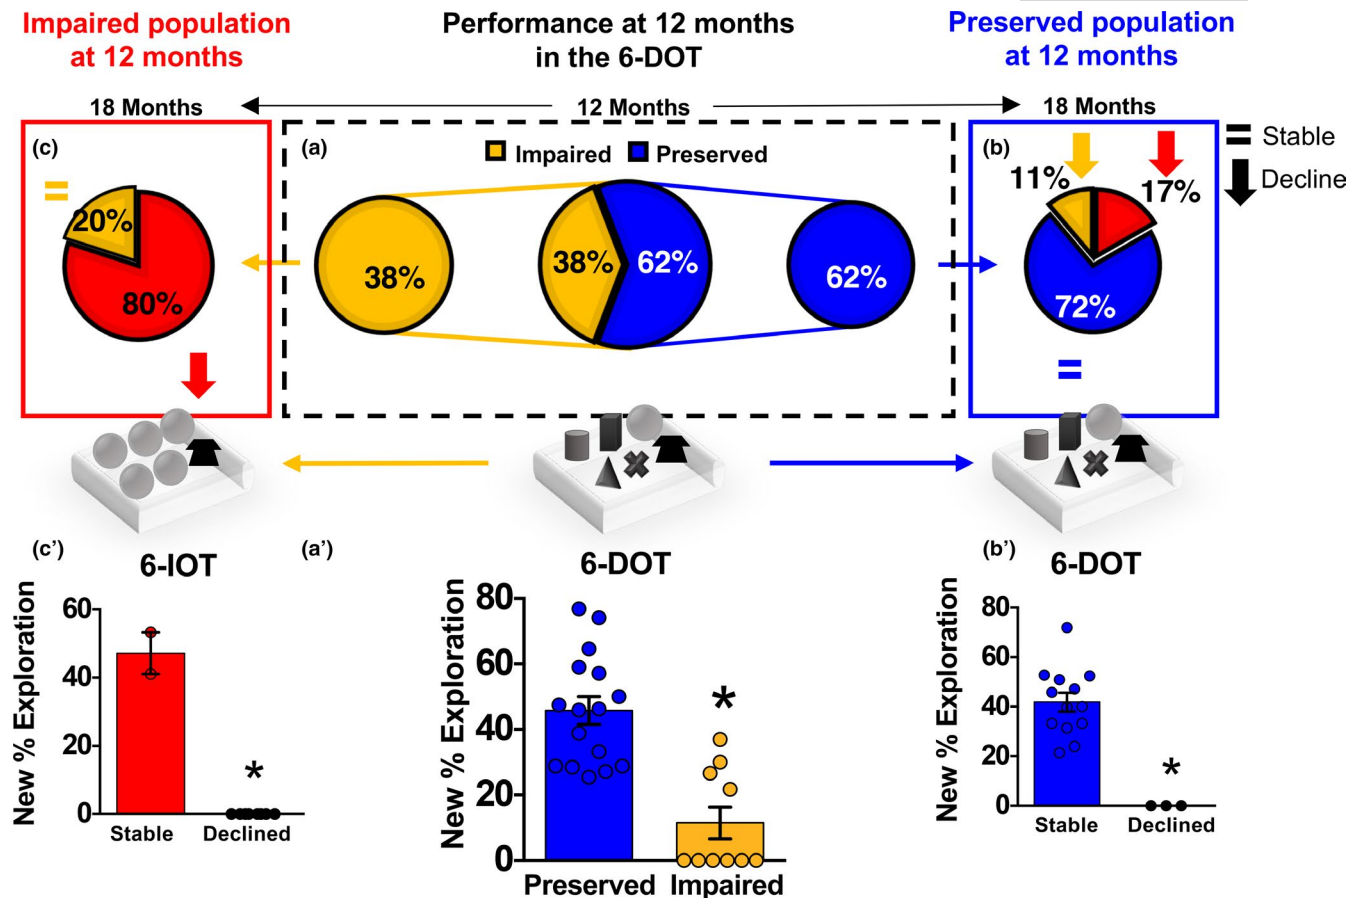 Impaired population
at 12 months
Performance at 12 months
in the 6-DOT
Preserved population
at 12 months
18 Months
12 Months
18 Months
(c)
(a)
Impaired
Preserved
(b)
= Stable
Decline
=
20%
80%
38%
38%
62%
62%
11%
17%
72%
=
(c')
6-IOT
New % Exploration
60
40
20
0
*
Stable
Declined
(a')
6-DOT
New % Exploration
80
60
40
20
0
*
Preserved
Impaired
(b')
6-DOT
New % Exploration
80
60
40
20
0
*
Stable
Declined